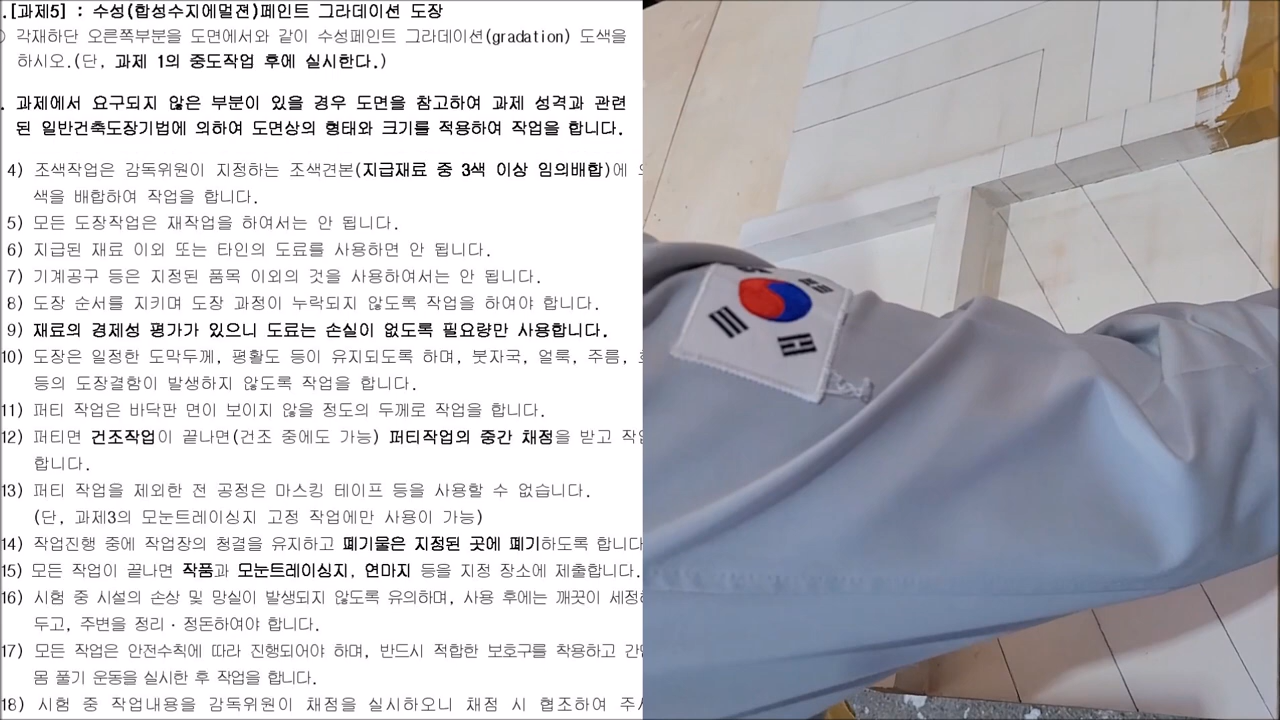 .[과제5] : 수성(합성수지에멀젼)페인트 그라데이션 도장
각재하단 오른쪽부분을 도면에서와 같이 수성페인트 그라데이션(gradation) 도색을
하시오.(단, 과제 1의 중도작업 후에 실시한다.)
. 과제에서 요구되지 않은 부분이 있을 경우 도면을 참고하여 과제 성격과 관련
된 일반건축도장기법에 의하여 도면상의 형태와 크기를 적용하여 작업을 합니다.
4) 조색작업은 감독위원이 지정하는 조색견본(지급재료 중 3색 이상 임의배합)에
색을 배합하여 작업을 합니다.
5) 모든 도장작업은 재작업을 하여서는 안 됩니다.
6) 지급된 재료 이외 또는 타인의 도료를 사용하면 안 됩니다.
7) 기계공구 등은 지정된 품목 이외의 것을 사용하여서는 안 됩니다.
8) 도장 순서를 지키며 도장 과정이 누락되지 않도록 작업을 하여야 합니다.
9) 재료의 경제성 평가가 있으니 도료는 손실이 없도록 필요량만 사용합니다.
10) 도장은 일정한 도막두께, 평활도 등이 유지되도록 하며, 붓자국, 얼룩, 주름,
등의 도장결함이 발생하지 않도록 작업을 합니다.
11) 퍼티 작업은 바닥판 면이 보이지 않을 정도의 두께로 작업을 합니다.
12) 퍼티면 건조작업이 끝나면(건조 중에도 가능) 퍼티작업의 중간 채점을 받고
합니다.
13) 퍼티 작업을 제외한 전 공정은 마스킹 테이프 등을 사용할 수 없습니다.
(단, 과제3의 모눈트레이싱지 고정 작업에만 사용이 가능)
14) 작업진행 중에 작업장의 청결을 유지하고 폐기물은 지정된 곳에 폐기하도록 합니다
15) 모든 작업이 끝나면 작품과 모눈트레이싱지, 연마지 등을 지정 장소에 제출합니다.
16) 시험 중 시설의 손상 및 망실이 발생되지 않도록 유의하며, 사용 후에는 깨끗이
두고, 주변을 정리·정돈하여야 합니다.
17) 모든 작업은 안전수칙에 따라 진행되어야 하며, 반드시 적합한 보호구를 착용하고
몸 풀기 운동을 실시한 후 작업을 합니다.
18) 시험 중 작업내용을 감독위원이 채점을 실시하오니 채점 시 협조하여